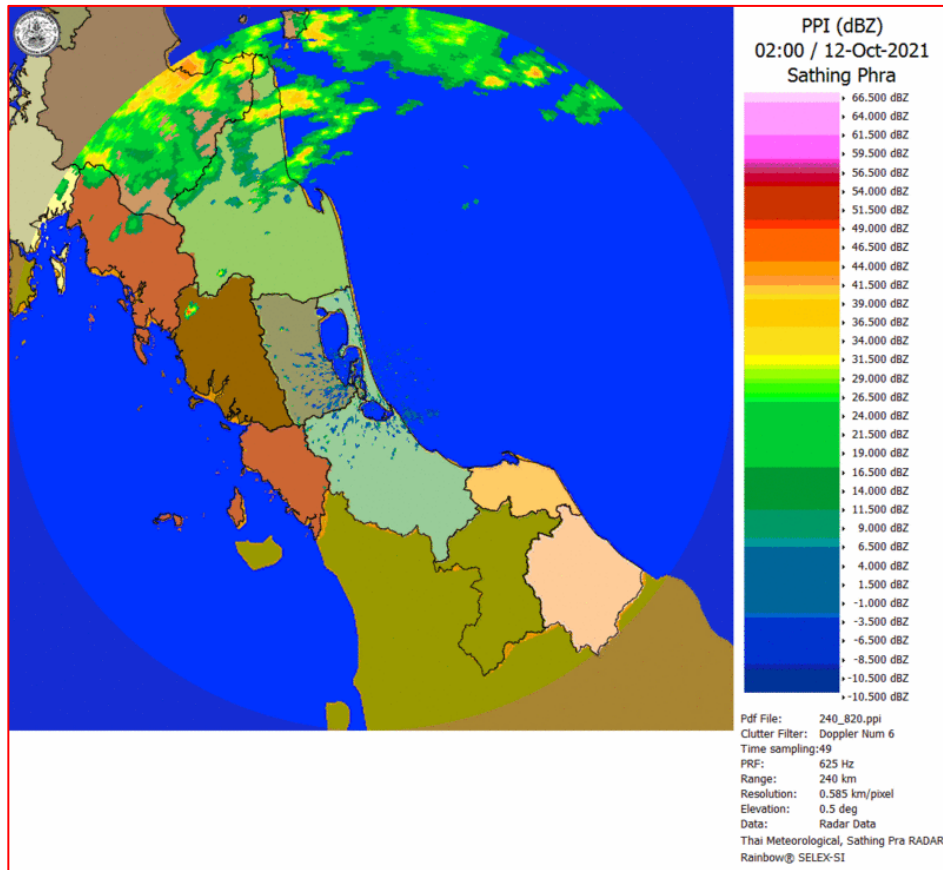 PPI (dBZ)
02:00 / 12-Oct-2021
Sathing Phra
66.500 dBZ
64.000 dBZ
61.500 dBZ
59.500 dBZ
56.500 dBZ
54.000 dBZ
51.500 dBZ
49.000 dBZ
46.500 dBZ
44.000 dBZ
41.500 dBZ
39.000 dBZ
36.500 dBZ
34.000 dBZ
31.500 dBZ
29.000 dBZ
26.500 dBZ
24.000 dBZ
21.500 dBZ
19.000 dBZ
16.500 dBZ
14.000 dBZ
11.500 dBZ
9.000 dBZ
6.500 dBZ
4.000 dBZ
1.500 dBZ
-1.000 dBZ
-3.500 dBZ
-6.500 dBZ
-8.500 dBZ
-10.500 dBZ
-10.500 dBZ
Pdf File: 240_820.ppi
Clutter Filter: Doppler Num 6
Time sampling:49
PRF: 625 Hz
Range: 240 km
Resolution: 0.585 km/pixel
Elevation: 0.5 deg
Data: Radar Data
Thai Meteorological, Sathing Pra RADAR
Rainbow® SELEX-SI